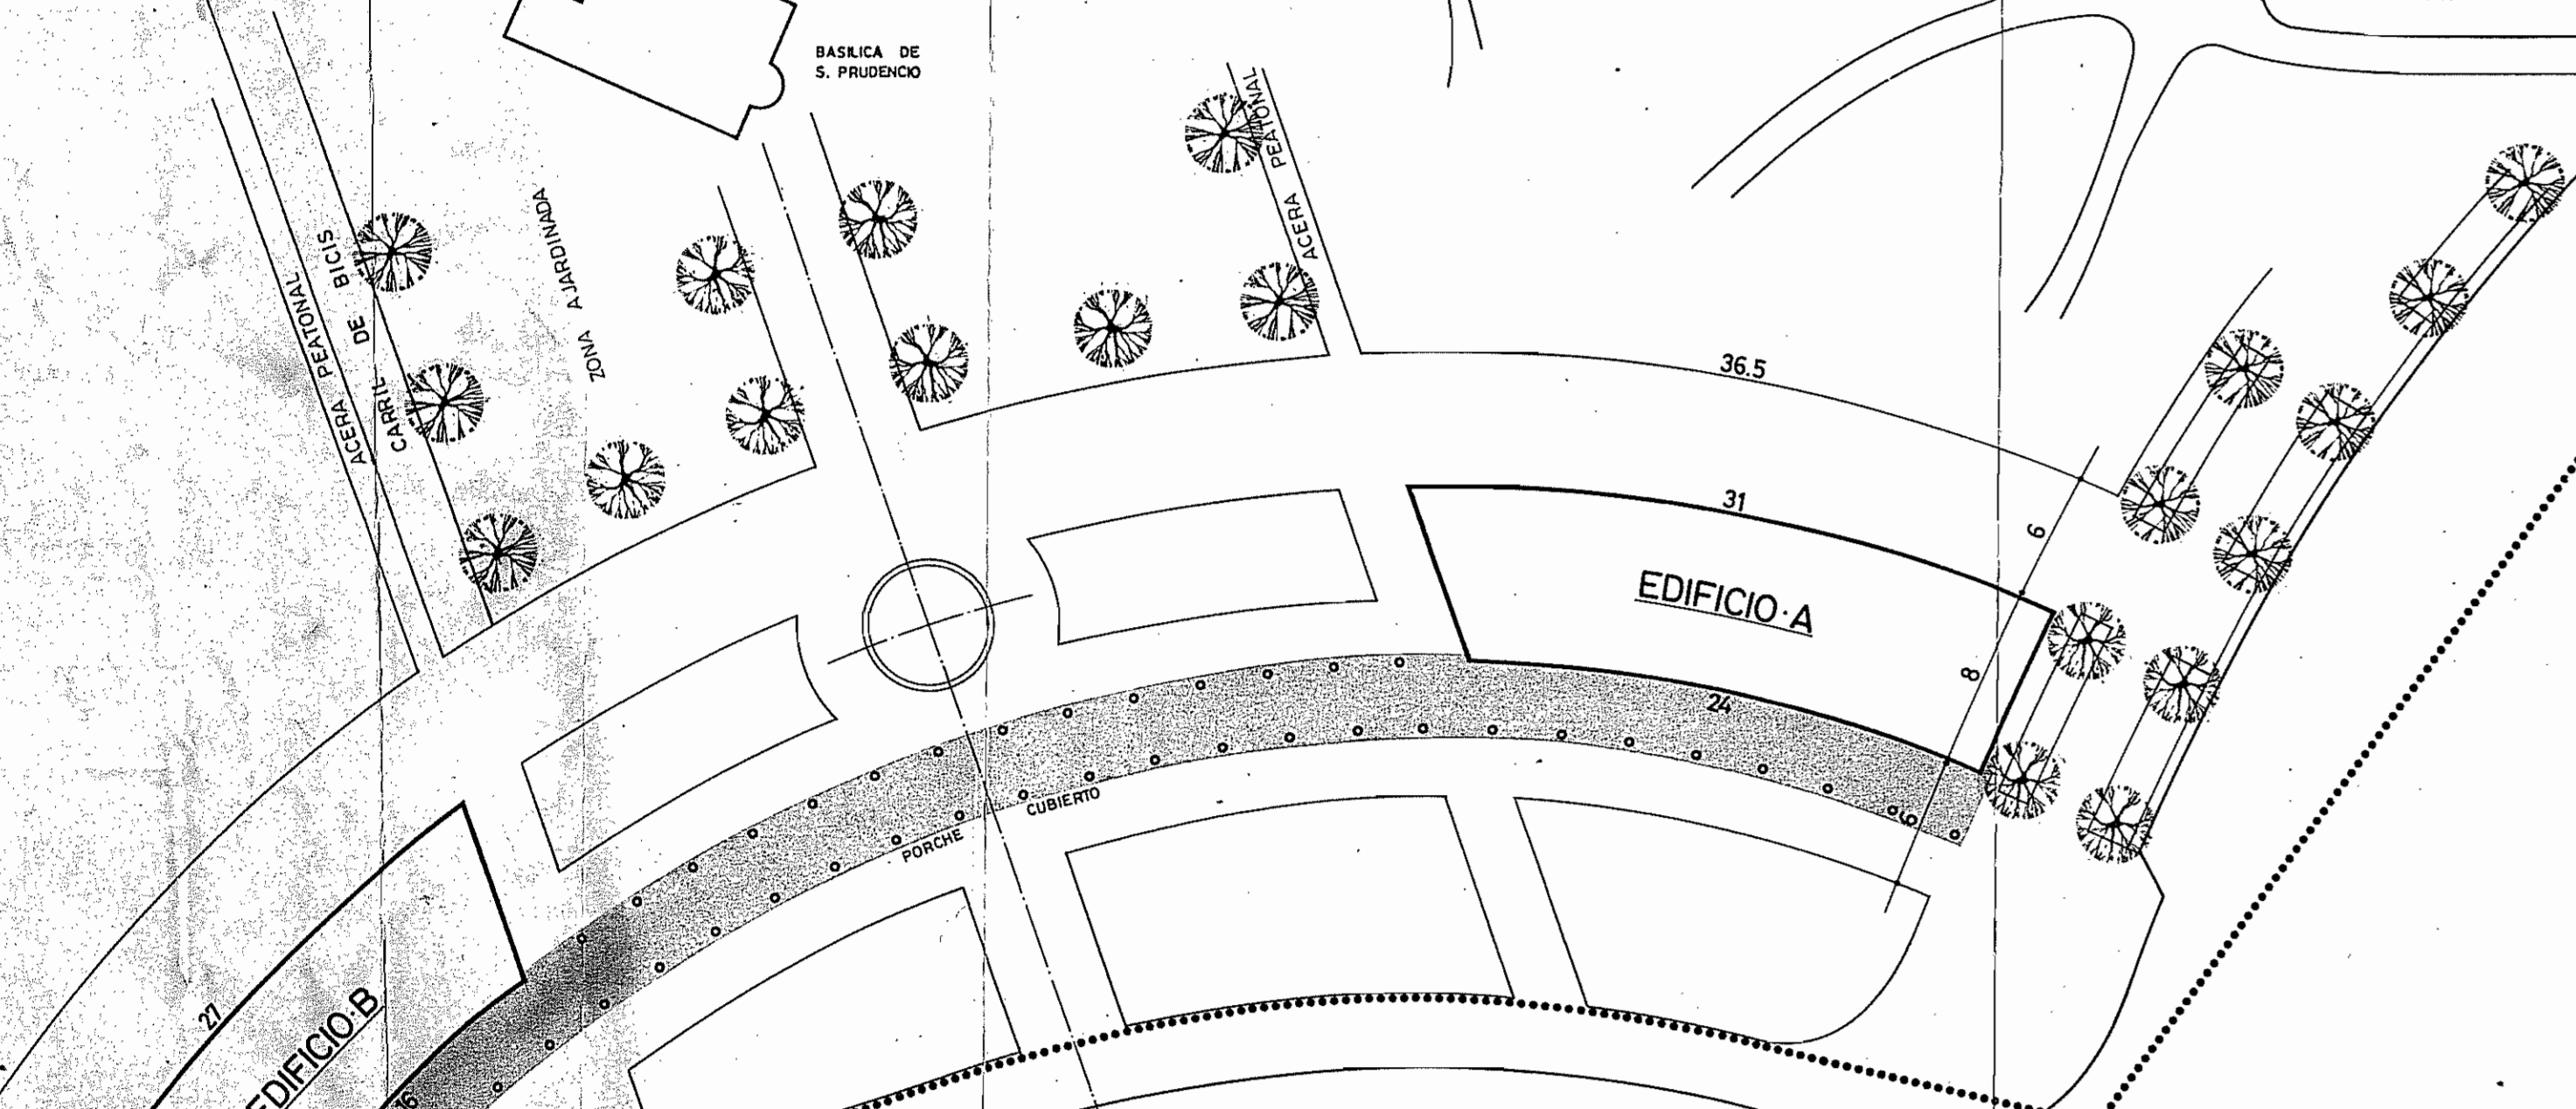 BASILICA DE
S. PRUDENCIO
ACERA PEATONAL
CARRIL DE BICIS
ZONA AJARDINADA
ACERA PEATONAL
36.5
31
6
EDIFICIO·A
8
24
PORCHE CUBIERTO
27
EDIFICIO·B
16